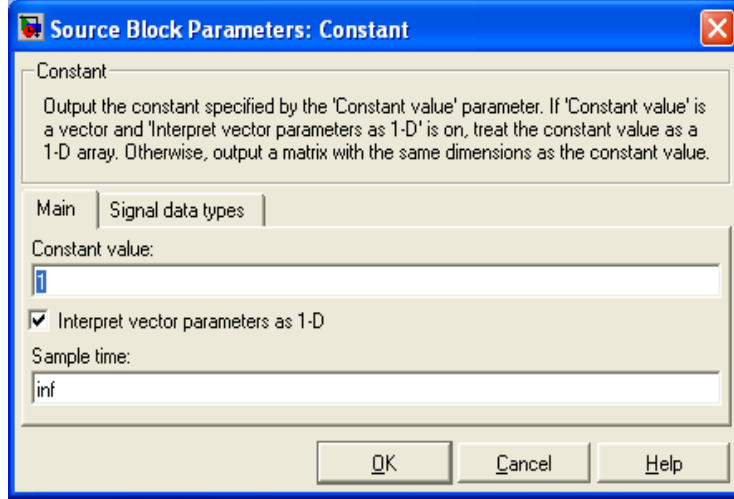 Source Block Parameters: Constant
Constant
Output the constant specified by the 'Constant value' parameter. If 'Constant value' is
a vector and 'Interpret vector parameters as 1-D' is on, treat the constant value as a
1-D array. Otherwise, output a matrix with the same dimensions as the constant value.
Main Signal data types
Constant value:
1
Interpret vector parameters as 1-D
Sample time:
inf
OK Cancel Help